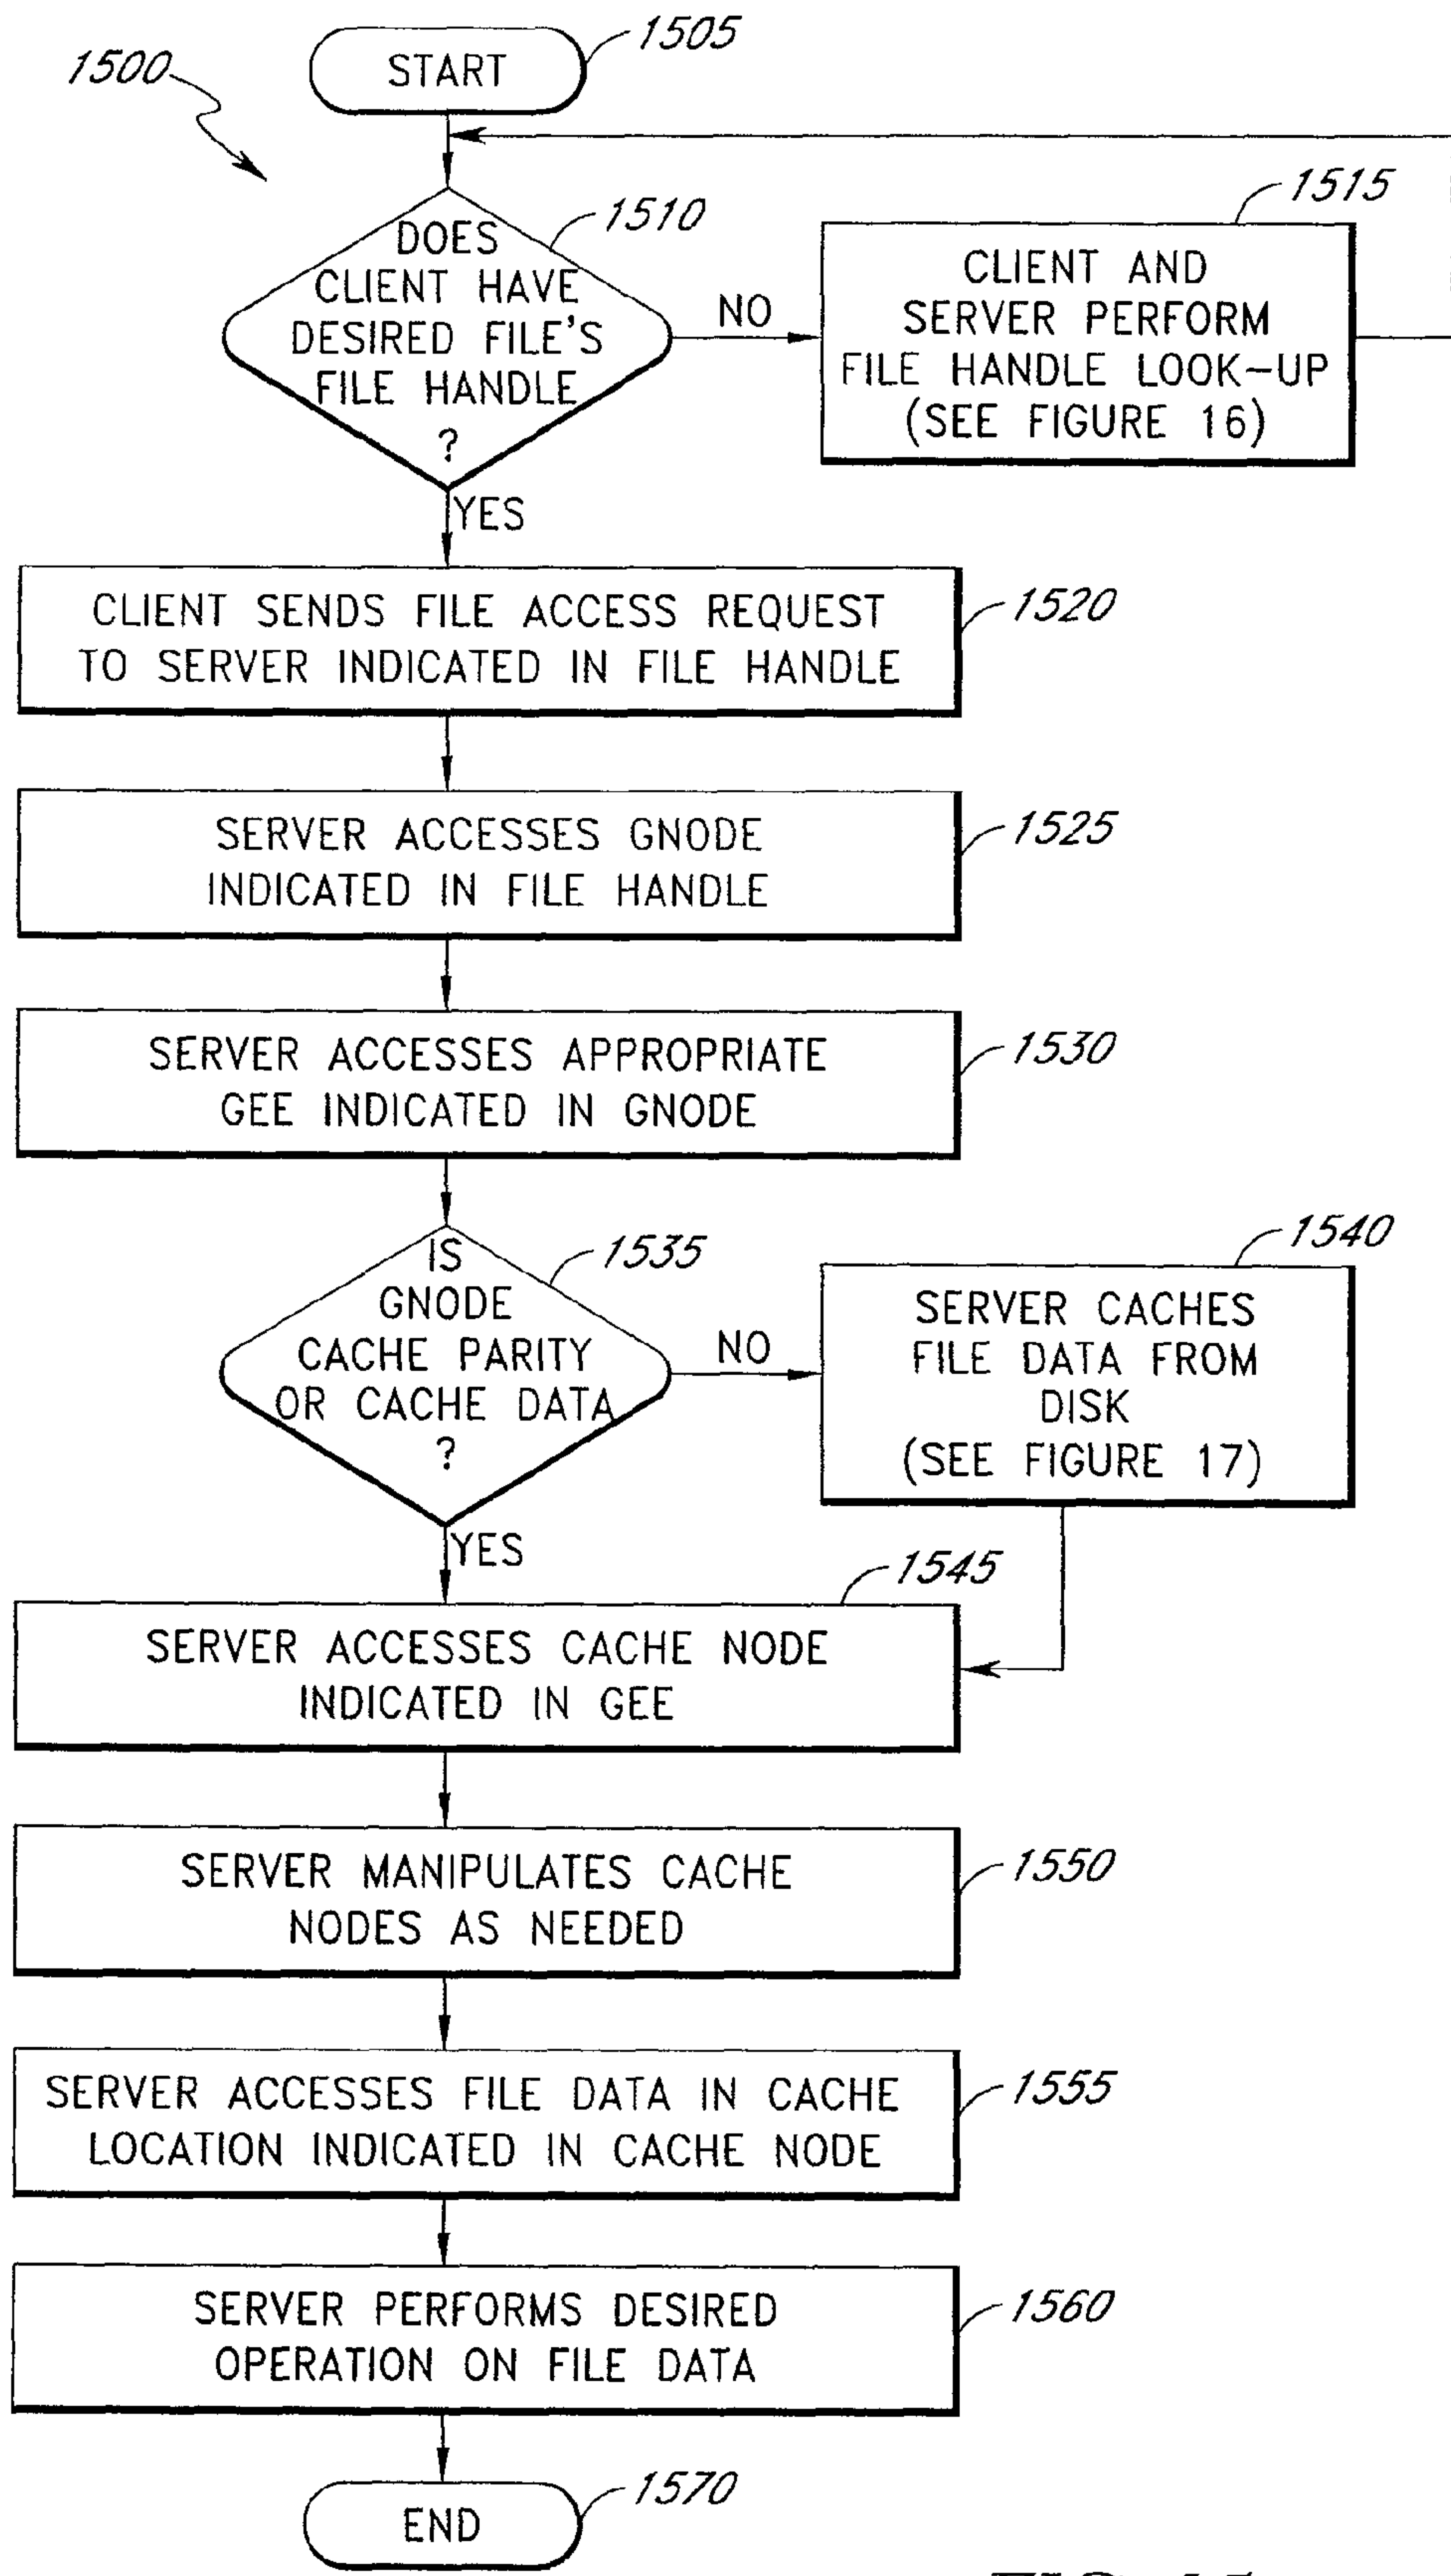 1500
START
1505
DOES
CLIENT HAVE
DESIRED FILE'S
FILE HANDLE
?
1510
NO
YES
1515
CLIENT AND
SERVER PERFORM
FILE HANDLE LOOK-UP
(SEE FIGURE 16)
CLIENT SENDS FILE ACCESS REQUEST
TO SERVER INDICATED IN FILE HANDLE
1520
SERVER ACCESSES GNODE
INDICATED IN FILE HANDLE
1525
SERVER ACCESSES APPROPRIATE
GEE INDICATED IN GNODE
1530
IS
GNODE
CACHE PARITY
OR CACHE DATA
?
1535
NO
YES
1540
SERVER CACHES
FILE DATA FROM
DISK
(SEE FIGURE 17)
1545
SERVER ACCESSES CACHE NODE
INDICATED IN GEE
SERVER MANIPULATES CACHE
NODES AS NEEDED
1550
SERVER ACCESSES FILE DATA IN CACHE
LOCATION INDICATED IN CACHE NODE
1555
SERVER PERFORMS DESIRED
OPERATION ON FILE DATA
1560
END
1570